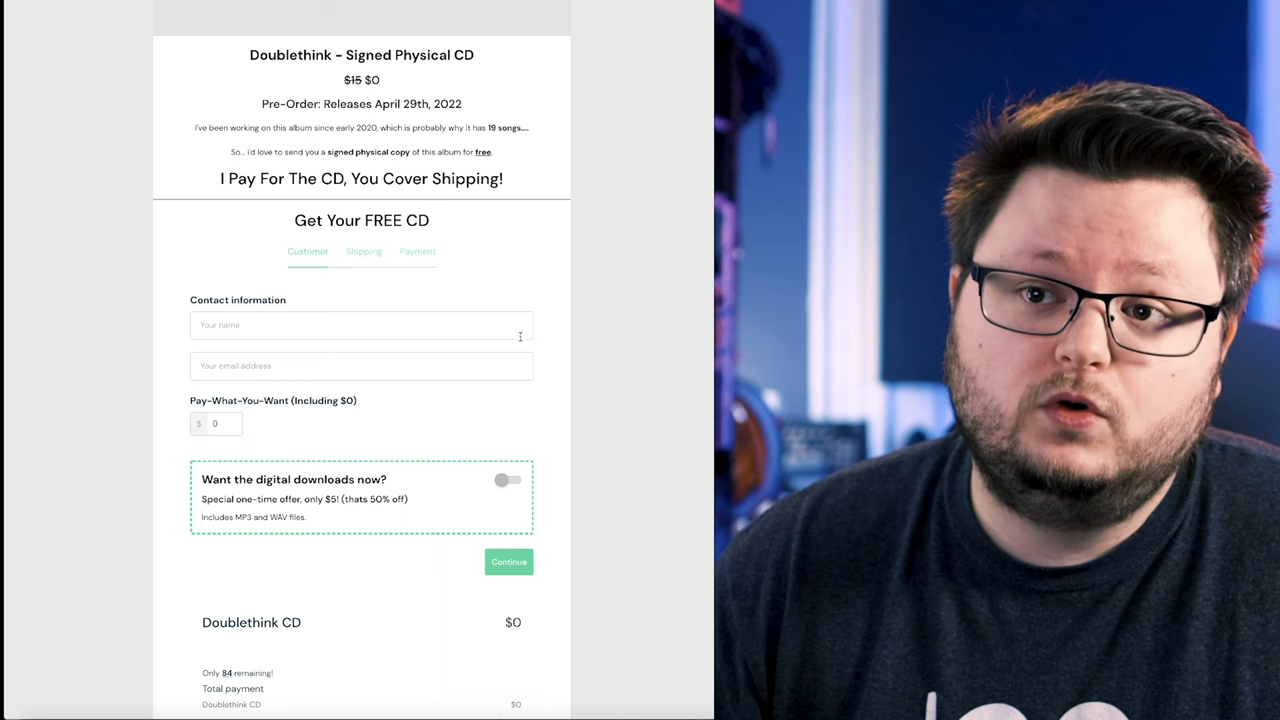 Doublethink - Signed Physical CD
$15 $0
Pre-Order: Releases April 29th, 2022
I've been working on this album since early 2020, which is probably why it has 19 songs....
So... i'd love to send you a signed physical copy of this album for free.
I Pay For The CD, You Cover Shipping!
Get Your FREE CD
Customer Shipping Payment
Contact information
Your name
Your email address
Pay-What-You-Want (Including $0)
$ 0
Want the digital downloads now?
Special one-time offer, only $5! (thats 50% off)
Includes MP3 and WAV files.
Continue
Doublethink CD $0
Only 84 remaining!
Total payment
Doublethink CD $0